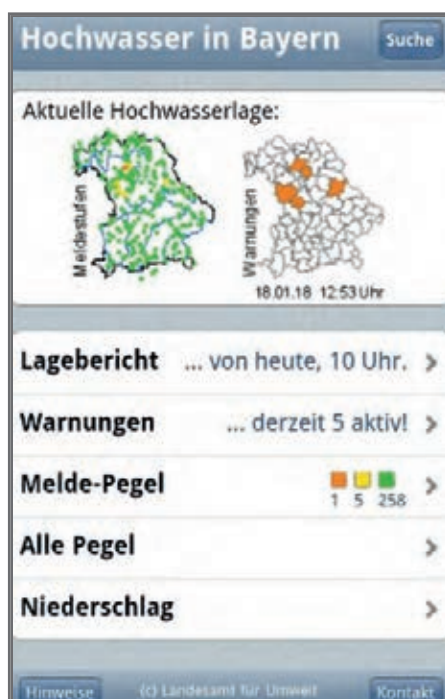 Hochwasser in Bayern Suche
Aktuelle Hochwasserlage:
Meldestufen
Warnungen
18.01.18 12:53 Uhr
Lagebericht ... von heute, 10 Uhr. >
Warnungen ... derzeit 5 aktiv! >
Melde-Pegel >
1 5 258
Alle Pegel >
Niederschlag >
Hinweise (c) Landesamt für Umwelt Kontakt